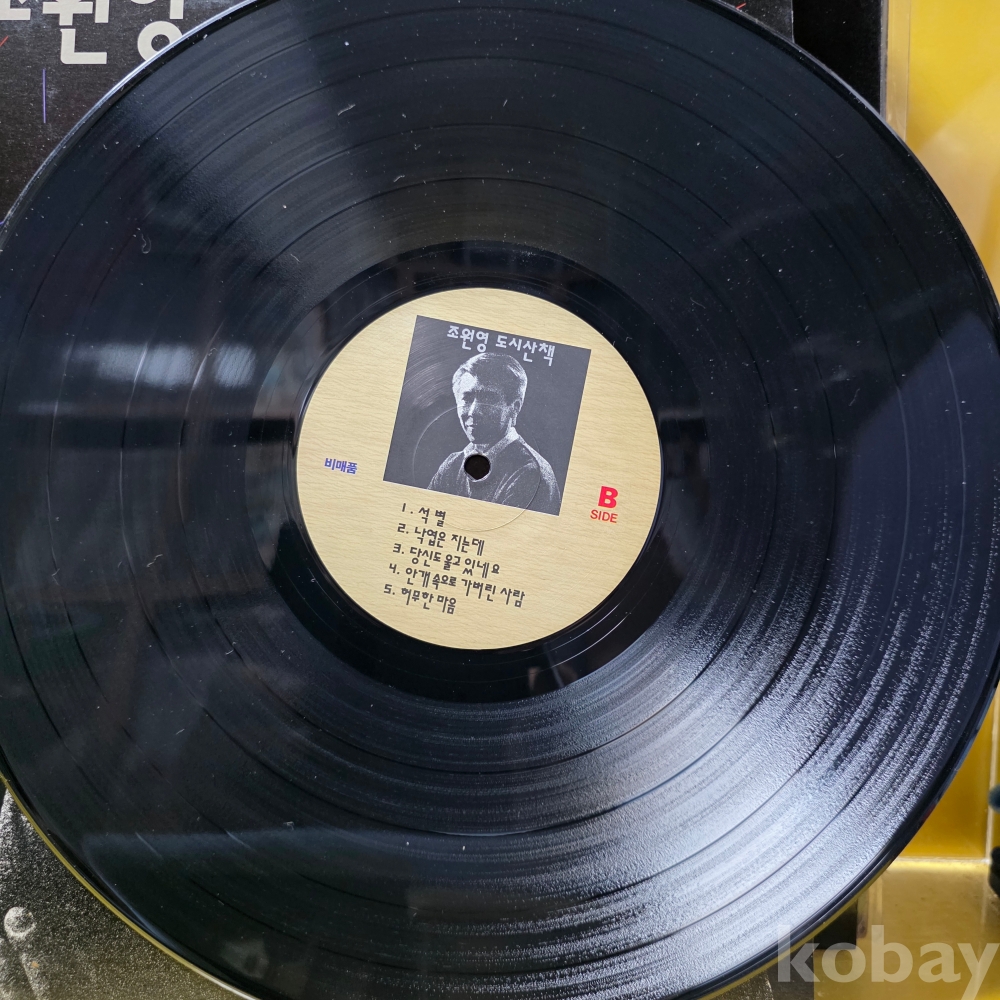 조원영
조원영 도시산책
비매품
B
SIDE
1. 석별
2. 낙엽은 지는데
3. 당신도 울고 있네요
4. 안개 속으로 가버린 사람
5. 허무한 마음
kobay